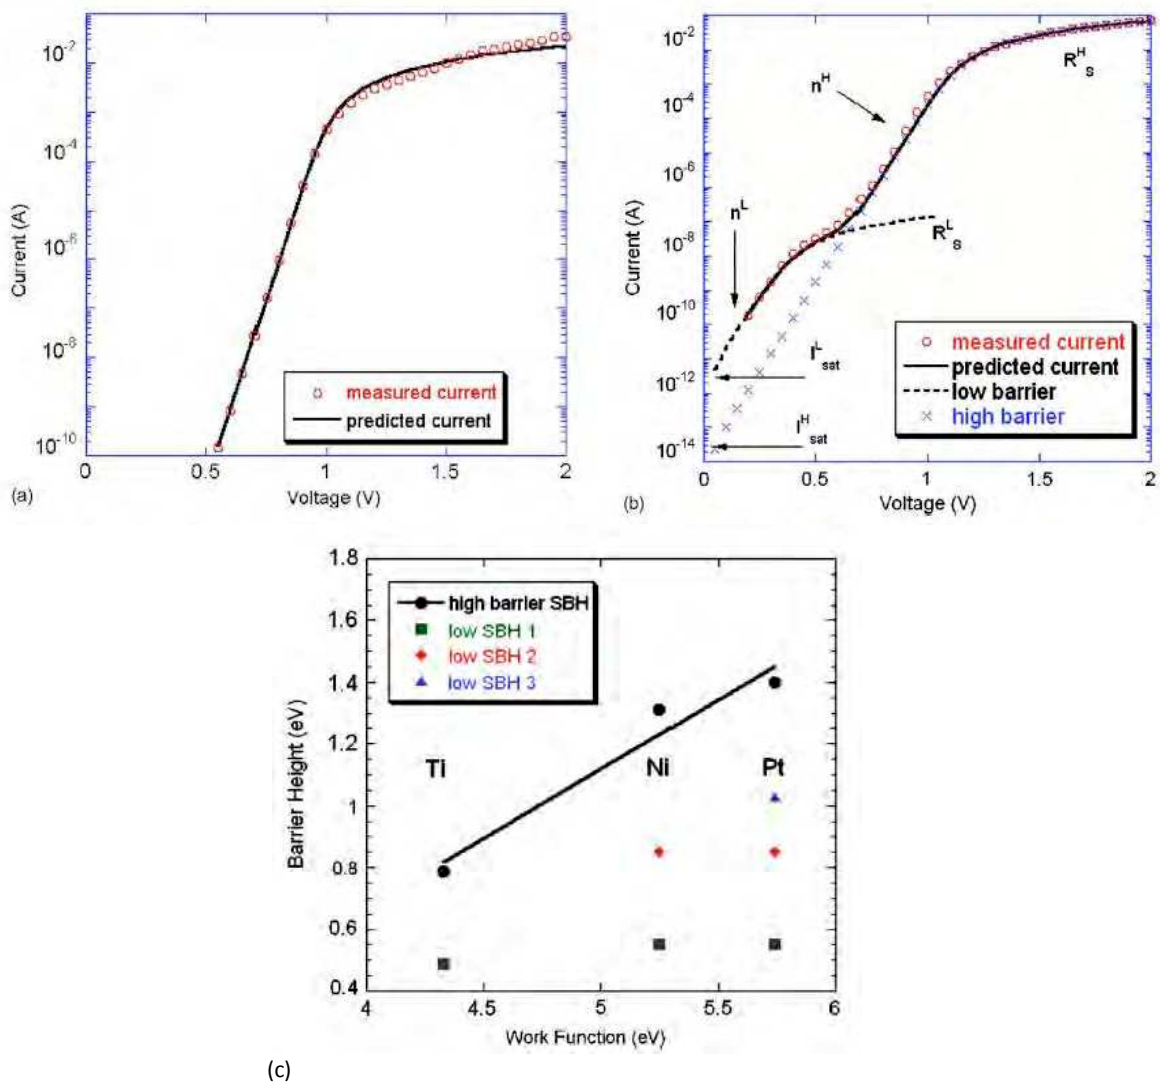 10^-2
10^-4
10^-6
10^-8
10^-10
Current (A)
measured current
predicted current
0
0.5
1
1.5
2
Voltage (V)
(a)
10^-2
10^-4
10^-6
10^-8
10^-10
10^-12
10^-14
Current (A)
n^H
R^H_S
n^L
R^L_S
I^L_sat
I^H_sat
measured current
predicted current
low barrier
high barrier
0
0.5
1
1.5
2
Voltage (V)
(b)
1.8
1.6
1.4
1.2
1
0.8
0.6
0.4
Barrier Height (eV)
high barrier SBH
low SBH 1
low SBH 2
low SBH 3
Ti
Ni
Pt
4
4.5
5
5.5
6
Work Function (eV)
(c)